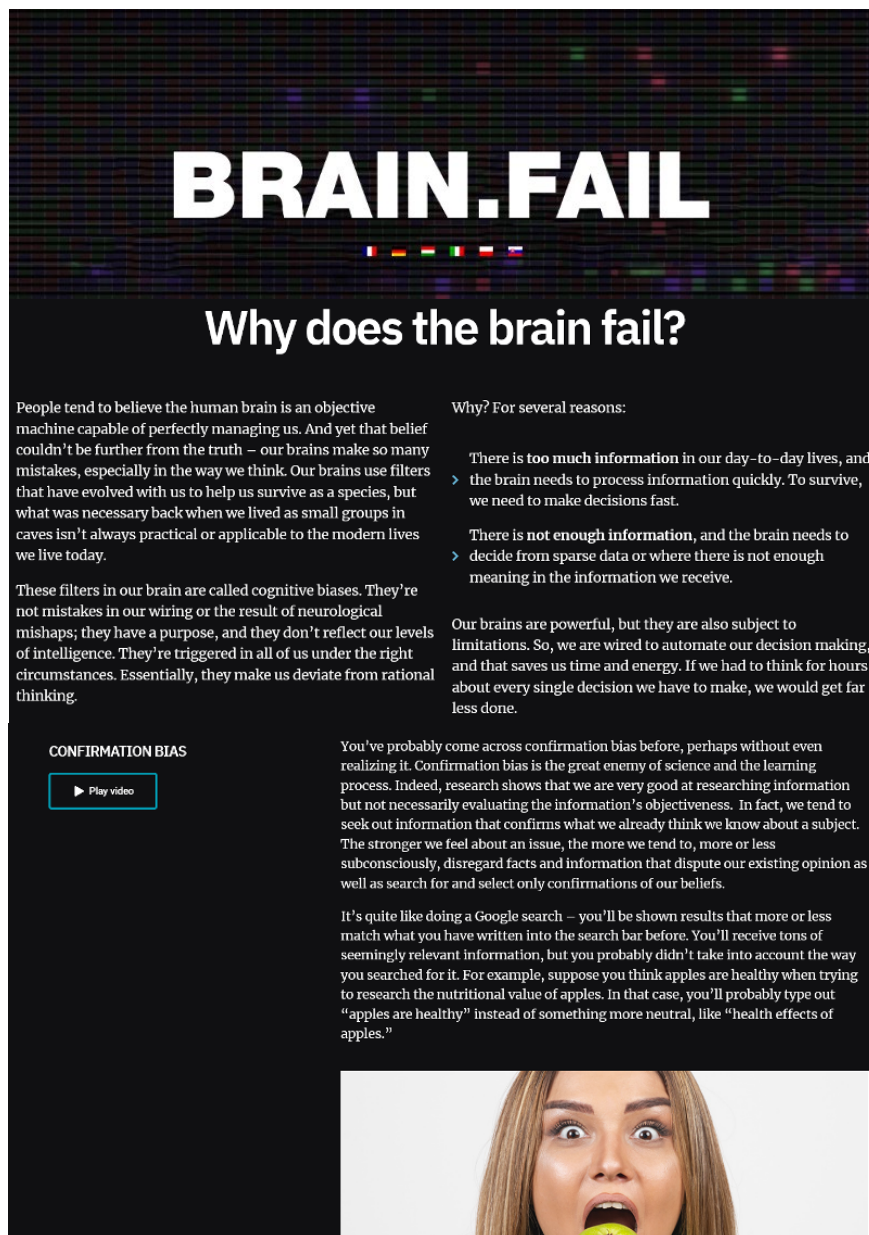 BRAIN.FAIL
Why does the brain fail?
People tend to believe the human brain is an objective
machine capable of perfectly managing us. And yet that belief
couldn’t be further from the truth – our brains make so many
mistakes, especially in the way we think. Our brains use filters
that have evolved with us to help us survive as a species, but
what was necessary back when we lived as small groups in
caves isn’t always practical or applicable to the modern lives
we live today.
These filters in our brain are called cognitive biases. They’re
not mistakes in our wiring or the result of neurological
mishaps; they have a purpose, and they don’t reflect our levels
of intelligence. They’re triggered in all of us under the right
circumstances. Essentially, they make us deviate from rational
thinking.
Why? For several reasons:
There is too much information in our day-to-day lives, and
the brain needs to process information quickly. To survive,
we need to make decisions fast.
There is not enough information, and the brain needs to
decide from sparse data or where there is not enough
meaning in the information we receive.
Our brains are powerful, but they are also subject to
limitations. So, we are wired to automate our decision making,
and that saves us time and energy. If we had to think for hours
about every single decision we have to make, we would get far
less done.
CONFIRMATION BIAS
Play video
You’ve probably come across confirmation bias before, perhaps without even
realizing it. Confirmation bias is the great enemy of science and the learning
process. Indeed, research shows that we are very good at researching information
but not necessarily evaluating the information’s objectiveness. In fact, we tend to
seek out information that confirms what we already think we know about a subject.
The stronger we feel about an issue, the more we tend to, more or less
subconsciously, disregard facts and information that dispute our existing opinion as
well as search for and select only confirmations of our beliefs.
It’s quite like doing a Google search – you’ll be shown results that more or less
match what you have written into the search bar before. You’ll receive tons of
seemingly relevant information, but you probably didn’t take into account the way
you searched for it. For example, suppose you think apples are healthy when trying
to research the nutritional value of apples. In that case, you’ll probably type out
“apples are healthy” instead of something more neutral, like “health effects of
apples.”